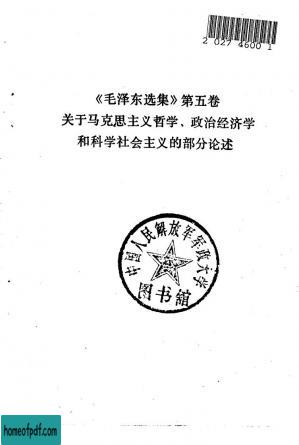 2 027 4600 1
《毛泽东选集》第五卷
关于马克思主义哲学、政治经济学
和科学社会主义的部分论述
中国人民解放军军政大学
图书馆
homeofpdf.com